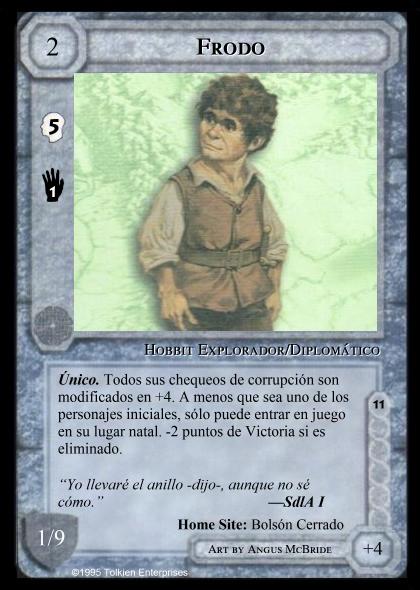 2
Frodo
5
1
Hobbit Explorador/Diplomático
Único. Todos sus chequeos de corrupción son
modificados en +4. A menos que sea uno de los
personajes iniciales, sólo puede entrar en juego
en su lugar natal. -2 puntos de Victoria si es
eliminado.
11
“Yo llevaré el anillo -dijo-, aunque no sé
cómo.” —SdlA I
Home Site: Bolsón Cerrado
1/9
Art by Angus McBride
+4
©1995 Tolkien Enterprises